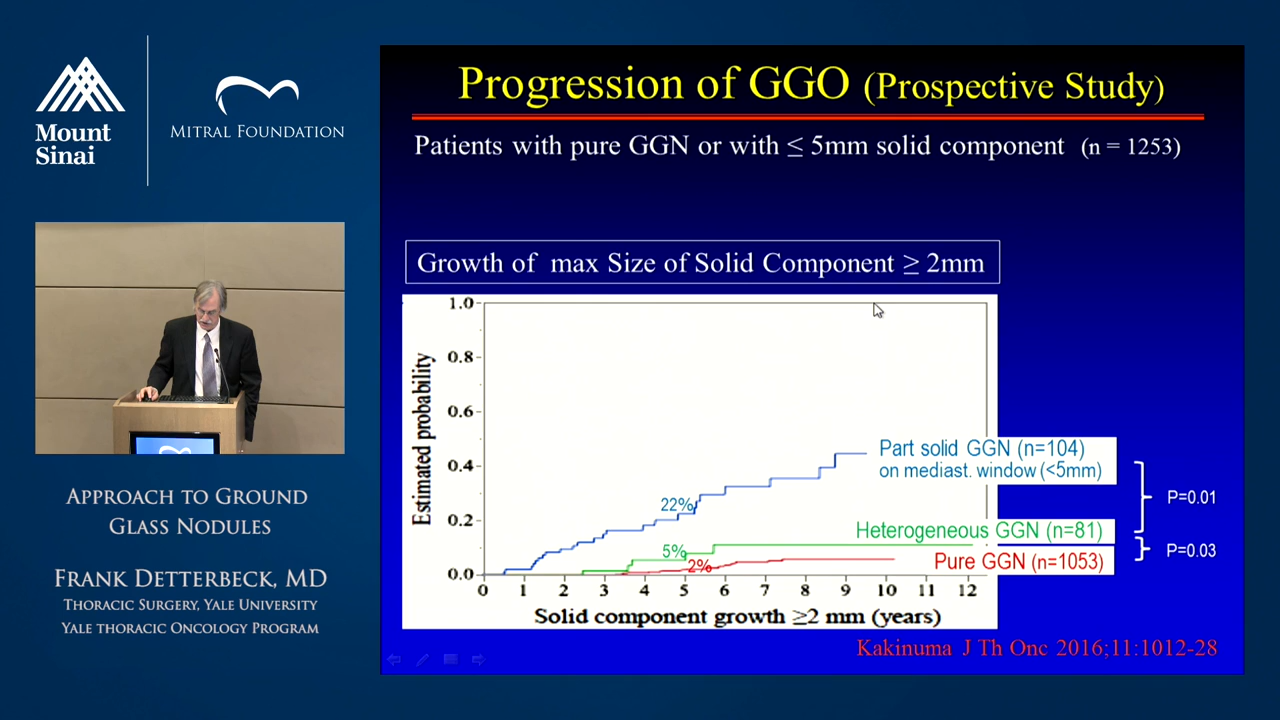 Mount
Sinai
MITRAL FOUNDATION
APPROACH TO GROUND
GLASS NODULES
FRANK DETTERBECK, MD
THORACIC SURGERY, YALE UNIVERSITY
YALE THORACIC ONCOLOGY PROGRAM
Progression of GGO (Prospective Study)
Patients with pure GGN or with ≤ 5mm solid component (n = 1253)
Growth of max Size of Solid Component ≥ 2mm
Estimated probability
1.0
0.8
0.6
0.4
0.2
0.0
22%
5%
2%
Part solid GGN (n=104)
on mediast. window (<5mm)
Heterogeneous GGN (n=81)
Pure GGN (n=1053)
P=0.01
P=0.03
0 1 2 3 4 5 6 7 8 9 10 11 12
Solid component growth ≥2 mm (years)
Kakinuma J Th Onc 2016;11:1012-28